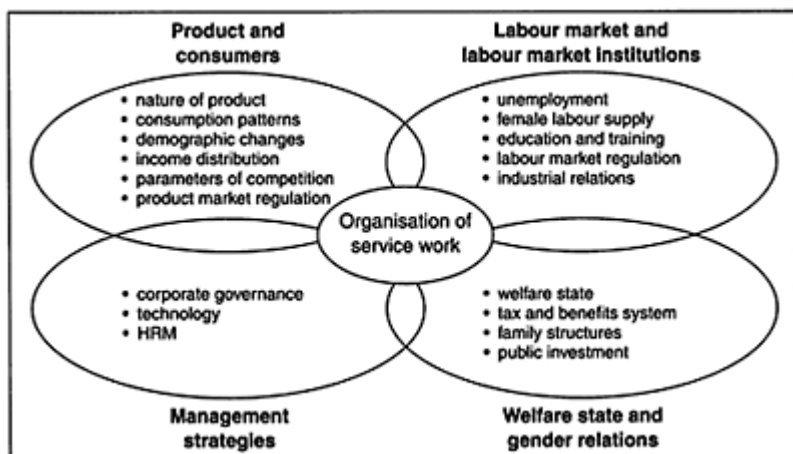 Product and
consumers
• nature of product
• consumption patterns
• demographic changes
• income distribution
• parameters of competition
• product market regulation
Labour market and
labour market institutions
• unemployment
• female labour supply
• education and training
• labour market regulation
• industrial relations
Organisation of
service work
• corporate governance
• technology
• HRM
Management
strategies
• welfare state
• tax and benefits system
• family structures
• public investment
Welfare state and
gender relations